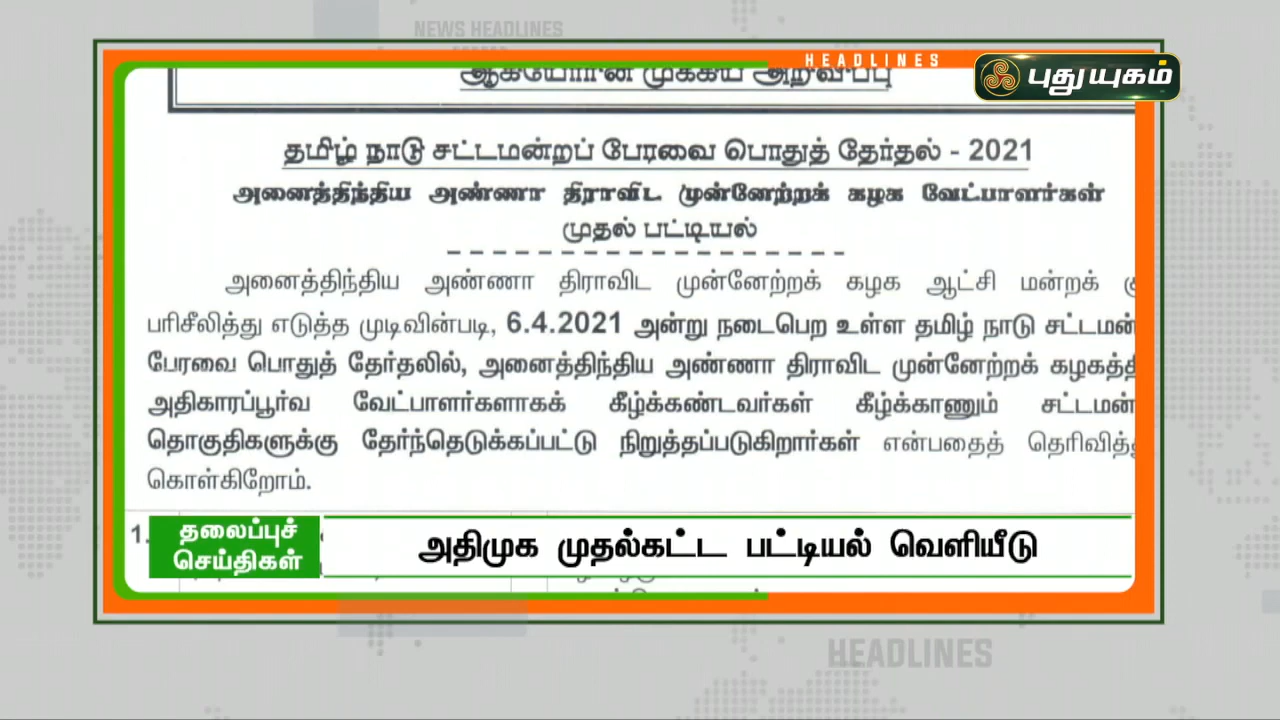 NEWS HEADLINES
HEADLINES
புதுயுகம்
ஆகியோரின் முக்கிய அறிவிப்பு
தமிழ் நாடு சட்டமன்றப் பேரவை பொதுத் தேர்தல் - 2021
அனைத்திந்திய அண்ணா திராவிட முன்னேற்றக் கழக வேட்பாளர்கள்
முதல் பட்டியல்
அனைத்திந்திய அண்ணா திராவிட முன்னேற்றக் கழக ஆட்சி மன்றக்
பரிசீலித்து எடுத்த முடிவின்படி, 6.4.2021 அன்று நடைபெற உள்ள தமிழ் நாடு சட்டமன்
பேரவை பொதுத் தேர்தலில், அனைத்திந்திய அண்ணா திராவிட முன்னேற்றக் கழகத்தி
அதிகாரப்பூர்வ வேட்பாளர்களாகக் கீழ்க்கண்டவர்கள் கீழ்க்காணும் சட்டமன்
தொகுதிகளுக்கு தேர்ந்தெடுக்கப்பட்டு நிறுத்தப்படுகிறார்கள் என்பதைத் தெரிவித்து
கொள்கிறோம்.
1.
தலைப்புச் செய்திகள்
அதிமுக முதல்கட்ட பட்டியல் வெளியீடு
HEADLINES